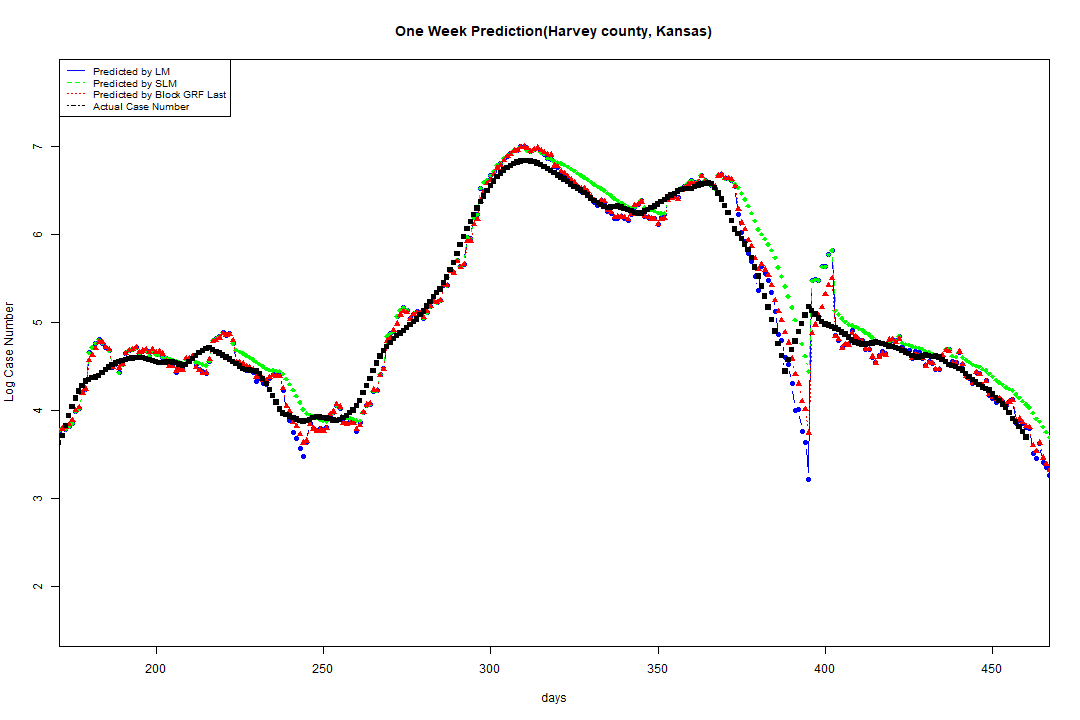 One Week Prediction(Harvey county, Kansas)
Predicted by LM
Predicted by SLM
Predicted by Block GRF Last
Actual Case Number
7
6
5
4
3
2
Log Case Number
200 250 300 350 400 450
days